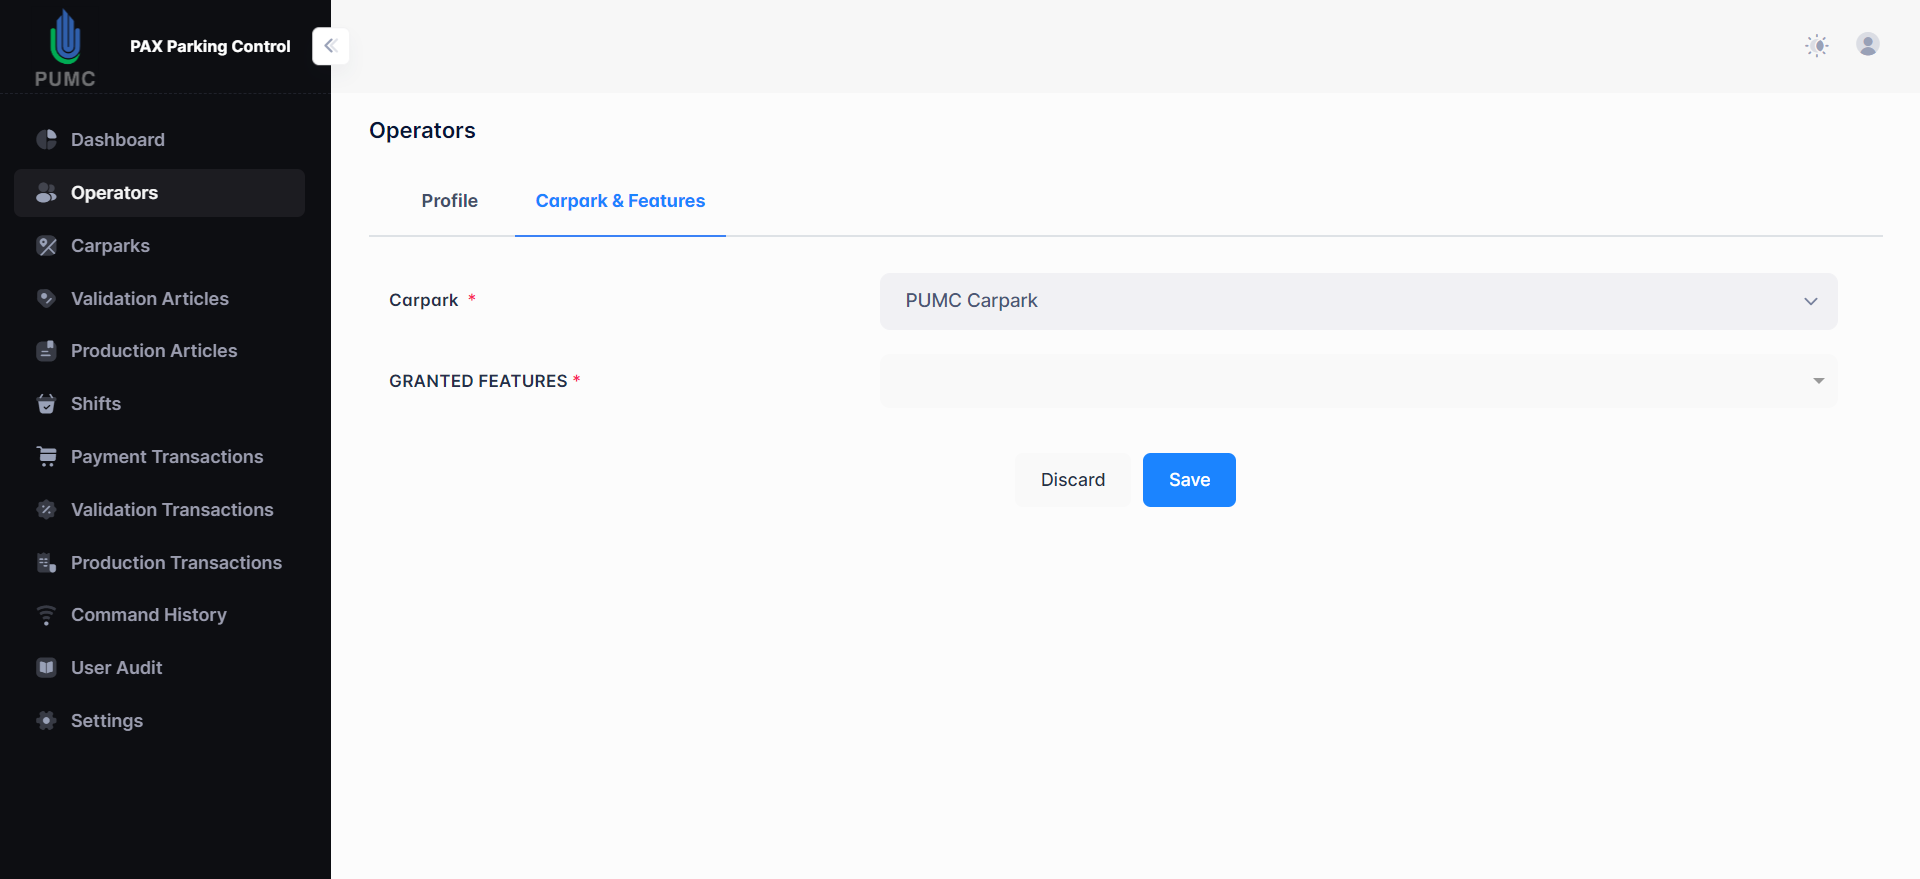 PUMC
PAX Parking Control
Dashboard
Operators
Carparks
Validation Articles
Production Articles
Shifts
Payment Transactions
Validation Transactions
Production Transactions
Command History
User Audit
Settings
Operators
Profile
Carpark & Features
Carpark *
PUMC Carpark
GRANTED FEATURES *
Discard
Save